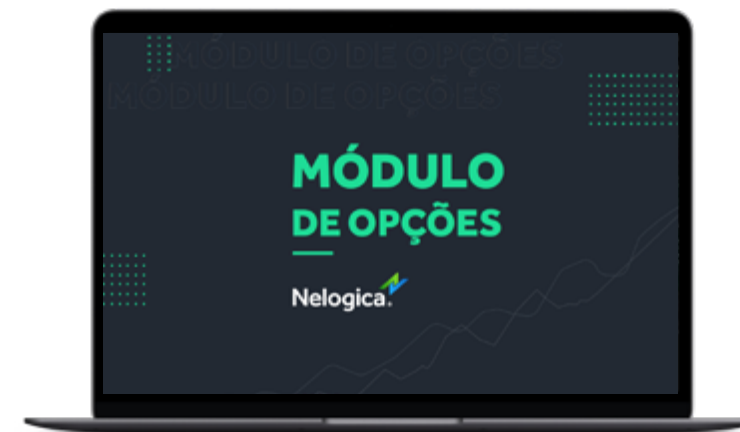 MÓDULO DE OPÇÕES
MÓDULO DE OPÇÕES
MÓDULO
DE OPÇÕES
Nelogica.